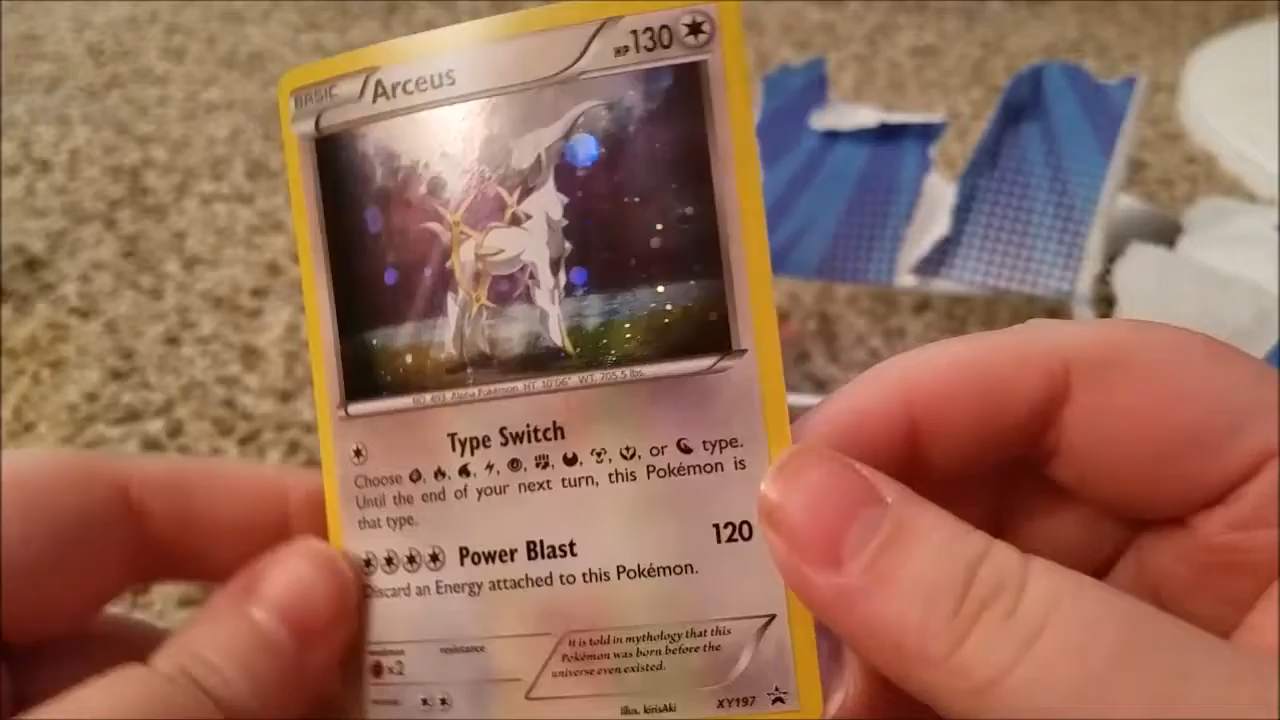 BASIC Arceus HP130
NO. 493 Alpha Pokémon HT. 10'06" WT. 705.5 lbs.
Type Switch
Choose , , , , , , , , , or type.
Until the end of your next turn, this Pokémon is
that type.
Power Blast 120
Discard an Energy attached to this Pokémon.
resistance
×2
It is told in mythology that this
Pokémon was born before the
universe even existed.
Illus. kirisAki XY197